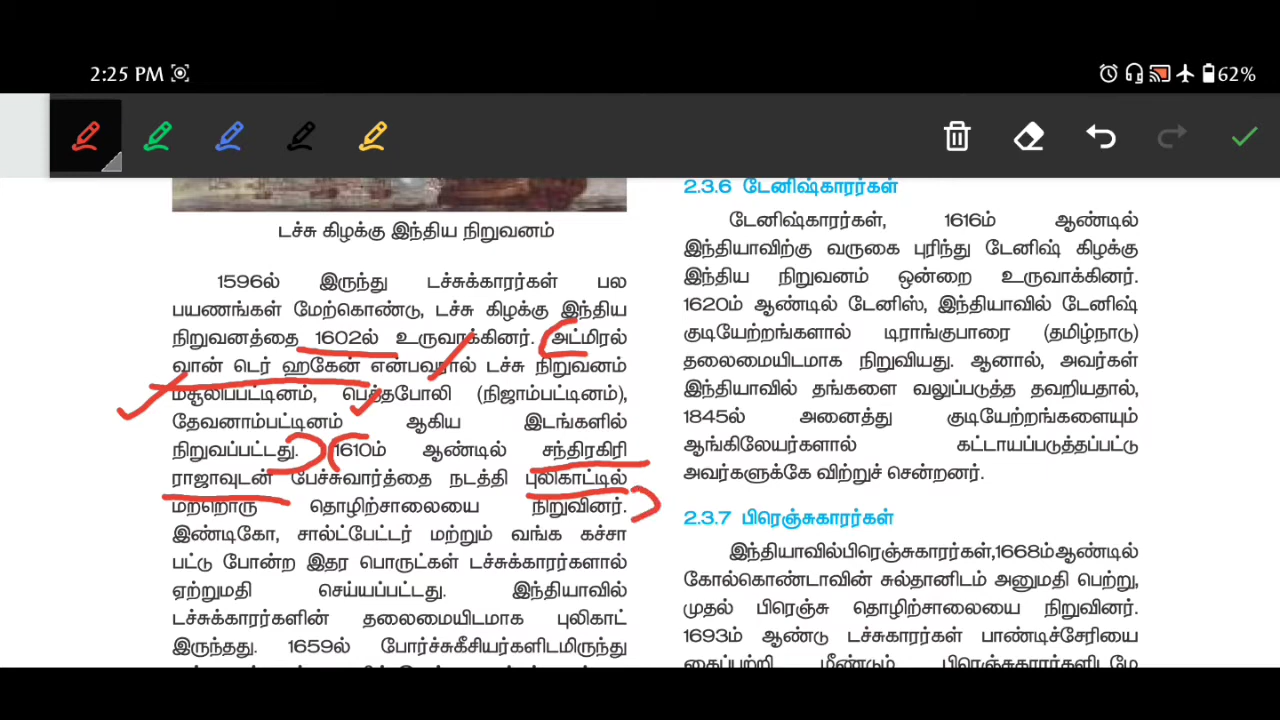 2:25 PM
62%
டச்சு கிழக்கு இந்திய நிறுவனம்
1596ல் இருந்து டச்சுக்காரர்கள் பல
பயணங்கள் மேற்கொண்டு, டச்சு கிழக்கு இந்திய
நிறுவனத்தை 1602ல் உருவாக்கினர். அட்மிரல்
வான் டெர் ஹகேன் என்பவரால் டச்சு நிறுவனம்
மசூலிப்பட்டினம், பெத்தபோலி (நிஜாம்பட்டினம்),
தேவனாம்பட்டினம் ஆகிய இடங்களில்
நிறுவப்பட்டது. 1610ம் ஆண்டில் சந்திரகிரி
ராஜாவுடன் பேச்சுவார்த்தை நடத்தி புலிகாட்டில்
மற்றொரு தொழிற்சாலையை நிறுவினர்.
இண்டிகோ, சால்ட்பேட்டர் மற்றும் வங்க கச்சா
பட்டு போன்ற இதர பொருட்கள் டச்சுக்காரர்களால்
ஏற்றுமதி செய்யப்பட்டது. இந்தியாவில்
டச்சுக்காரர்களின் தலைமையிடமாக புலிகாட்
இருந்தது. 1659ல் போர்ச்சுகீசியர்களிடமிருந்து
2.3.6 டேனிஷ்காரர்கள்
டேனிஷ்காரர்கள், 1616ம் ஆண்டில்
இந்தியாவிற்கு வருகை புரிந்து டேனிஷ் கிழக்கு
இந்திய நிறுவனம் ஒன்றை உருவாக்கினர்.
1620ம் ஆண்டில் டேனிஸ், இந்தியாவில் டேனிஷ்
குடியேற்றங்களால் டிராங்குபாரை (தமிழ்நாடு)
தலைமையிடமாக நிறுவியது. ஆனால், அவர்கள்
இந்தியாவில் தங்களை வலுப்படுத்த தவறியதால்,
1845ல் அனைத்து குடியேற்றங்களையும்
ஆங்கிலேயர்களால் கட்டாயப்படுத்தப்பட்டு
அவர்களுக்கே விற்றுச் சென்றனர்.
2.3.7 பிரெஞ்சுகாரர்கள்
இந்தியாவில்பிரெஞ்சுகாரர்கள்,1668ம்ஆண்டில்
கோல்கொண்டாவின் சுல்தானிடம் அனுமதி பெற்று,
முதல் பிரெஞ்சு தொழிற்சாலையை நிறுவினர்.
1693ம் ஆண்டு டச்சுகாரர்கள் பாண்டிச்சேரியை
கைப்பற்றி மீண்டும் பிரெஞ்சுகாரர்களிடமே